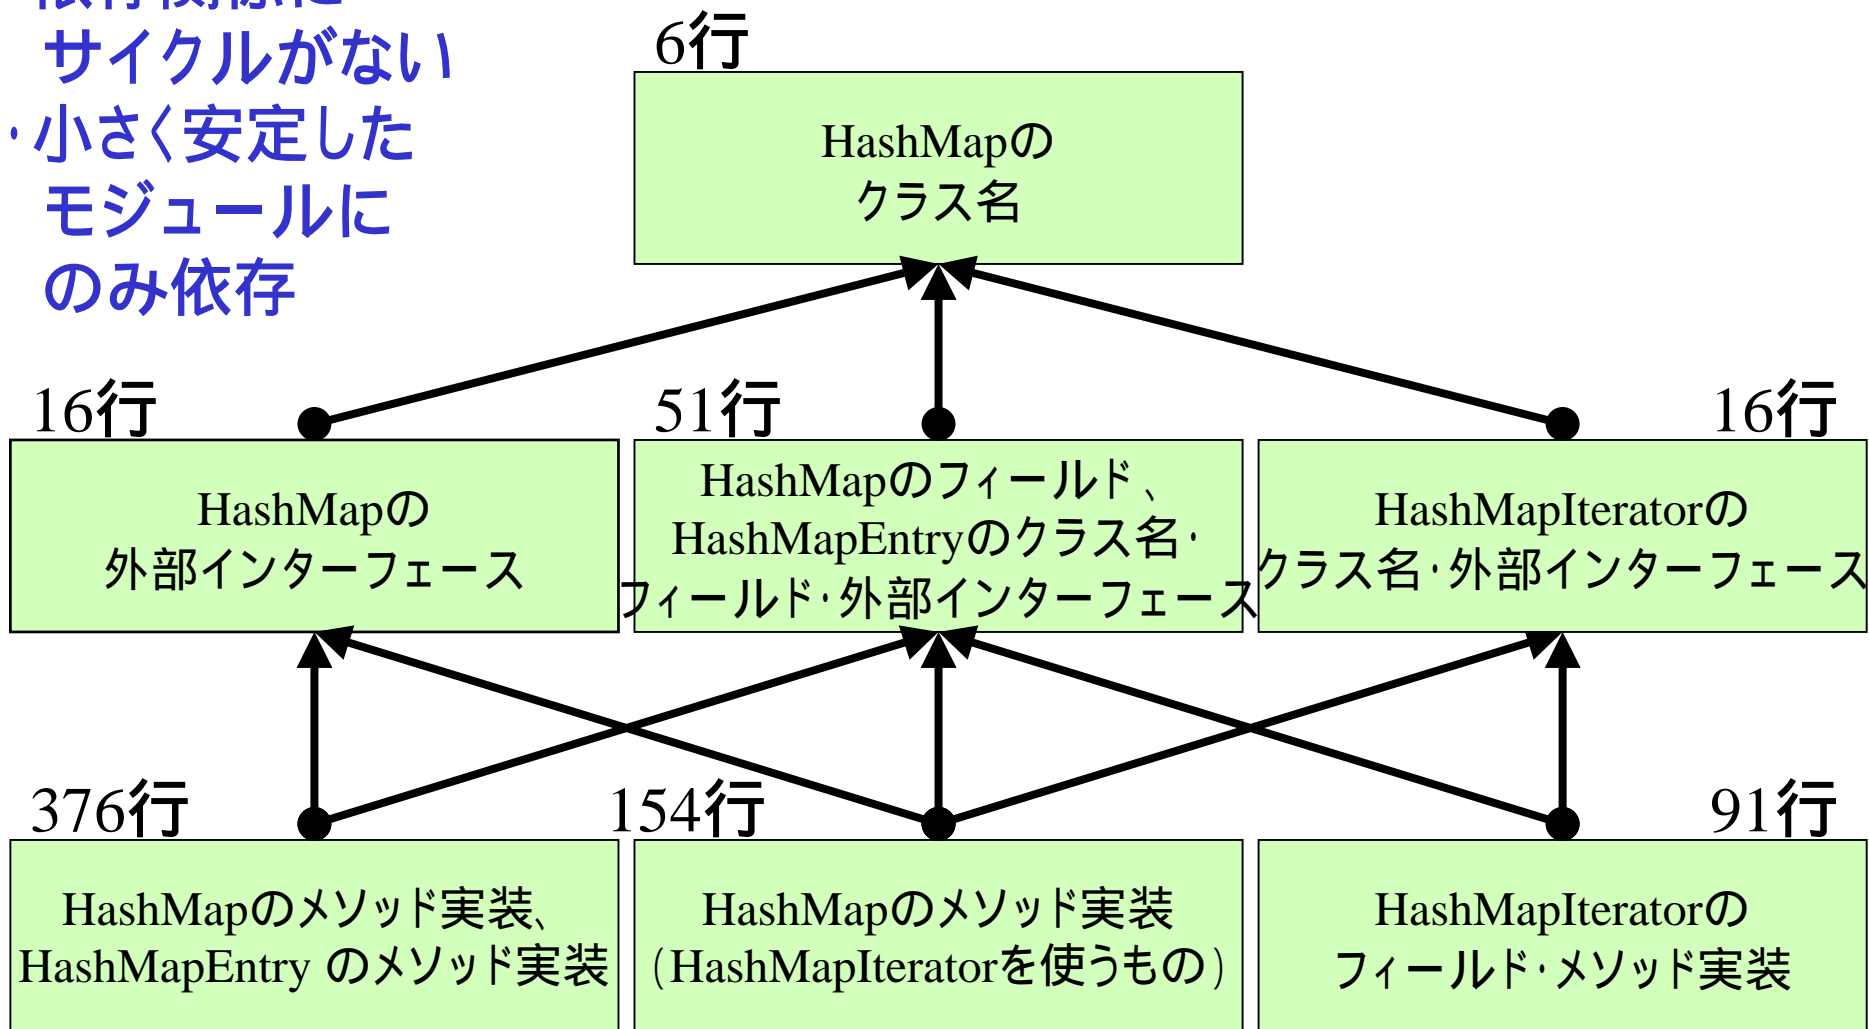 依存関係に
サイクルがない
・小さく安定した
モジュールに
のみ依存
6行
HashMapの
クラス名
16行
HashMapの
外部インターフェース
51行
HashMapのフィールド、
HashMapEntryのクラス名・
フィールド・外部インターフェース
16行
HashMapIteratorの
クラス名・外部インターフェース
376行
HashMapのメソッド実装、
HashMapEntry のメソッド実装
154行
HashMapのメソッド実装
(HashMapIteratorを使うもの)
91行
HashMapIteratorの
フィールド・メソッド実装